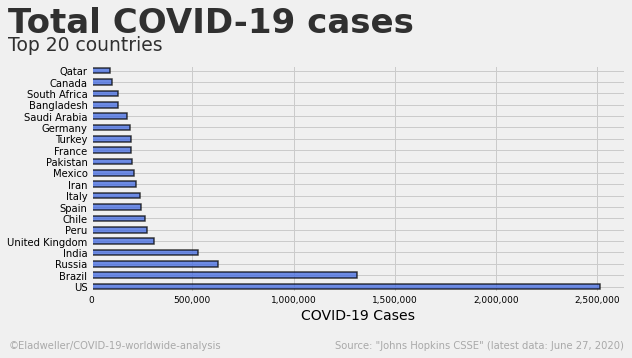 Total COVID-19 cases
Top 20 countries
Qatar
Canada
South Africa
Bangladesh
Saudi Arabia
Germany
Turkey
France
Pakistan
Mexico
Iran
Italy
Spain
Chile
Peru
United Kingdom
India
Russia
Brazil
US
0 500,000 1,000,000 1,500,000 2,000,000 2,500,000
COVID-19 Cases
©Eladweller/COVID-19-worldwide-analysis Source: "Johns Hopkins CSSE" (latest data: June 27, 2020)